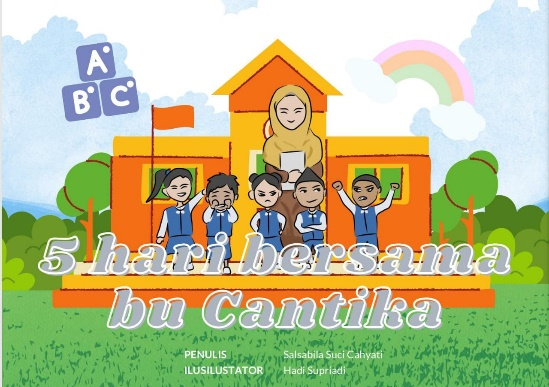 A
B C
5 hari bersama
bu Cantika
PENULIS Salsabila Suci Cahyati
ILUSILUSTATOR Hadi Supriadi